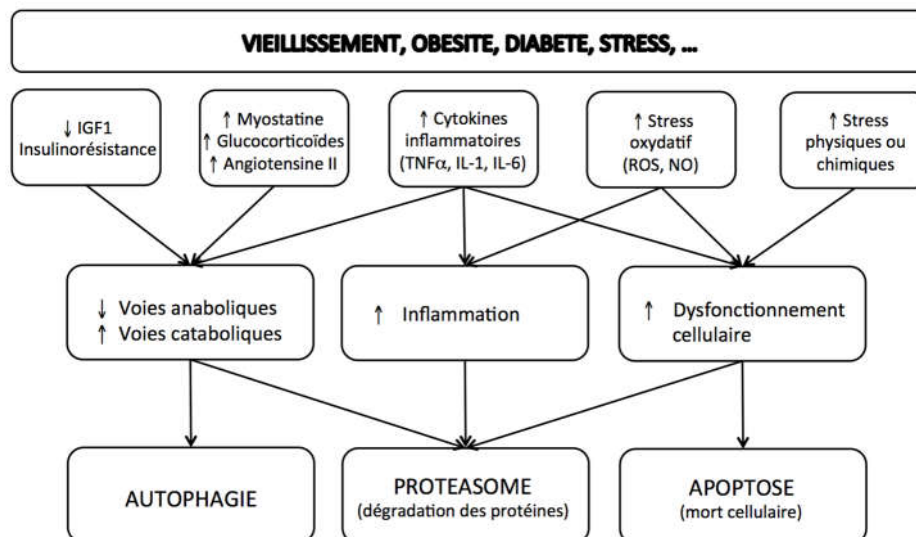 VIEILLISSEMENT, OBESITE, DIABETE, STRESS, ...
↓ IGF1
Insulinorésistance
↑ Myostatine
↑ Glucocorticoïdes
↑ Angiotensine II
↑ Cytokines
inflammatoires
(TNFα, IL-1, IL-6)
↑ Stress
oxydatif
(ROS, NO)
↑ Stress
physiques ou
chimiques
↓ Voies anaboliques
↑ Voies cataboliques
↑ Inflammation
↑ Dysfonctionnement
cellulaire
AUTOPHAGIE
PROTEASOME
(dégradation des protéines)
APOPTOSE
(mort cellulaire)